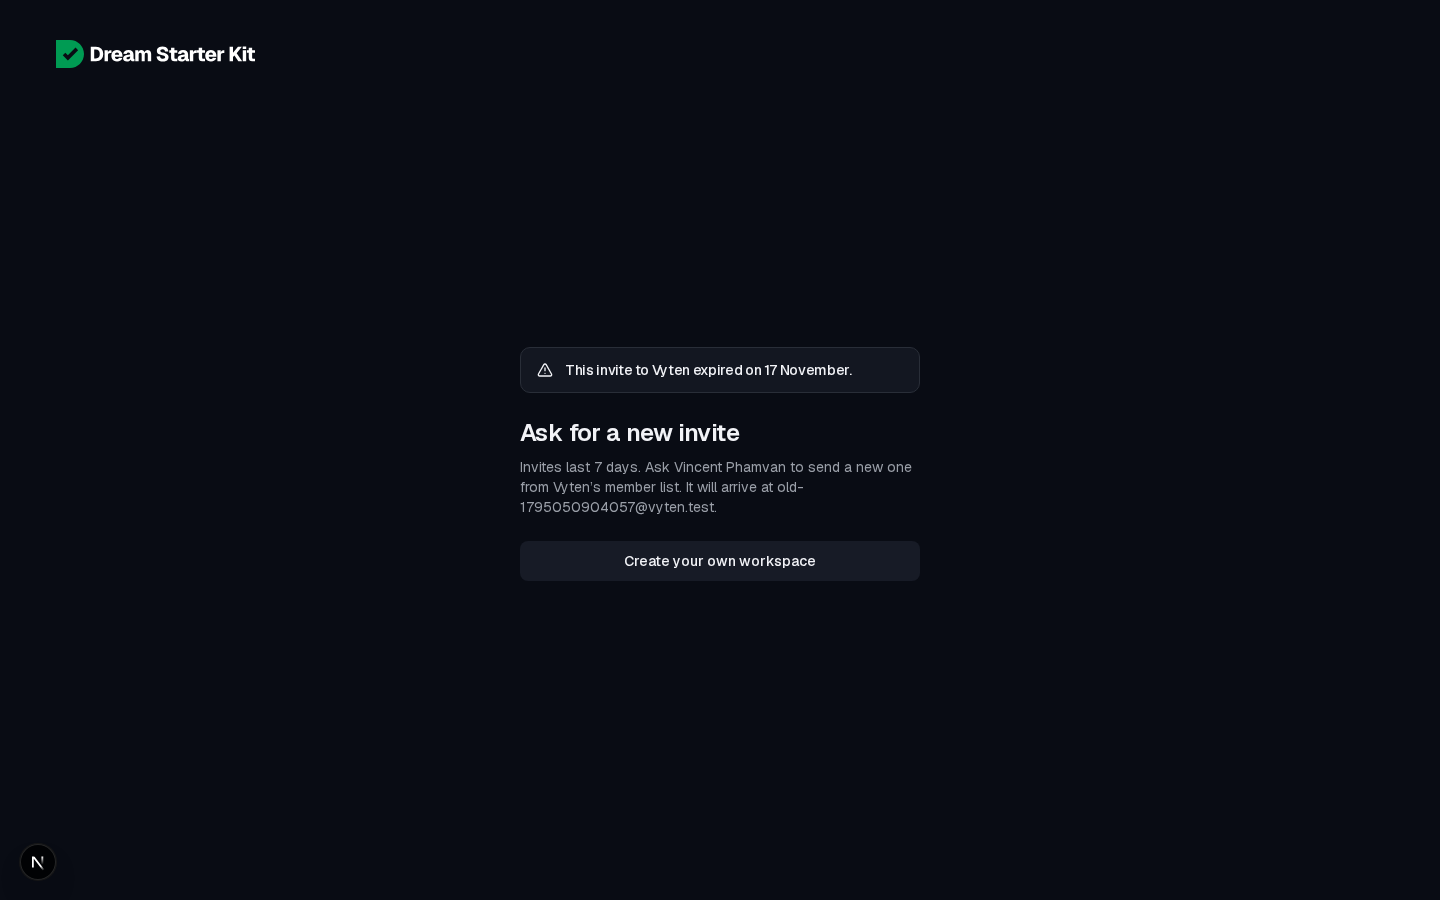 Dream Starter Kit
This invite to Vyten expired on 17 November.
Ask for a new invite
Invites last 7 days. Ask Vincent Phamvan to send a new one
from Vyten’s member list. It will arrive at old-
1795050904057@vyten.test.
Create your own workspace
N